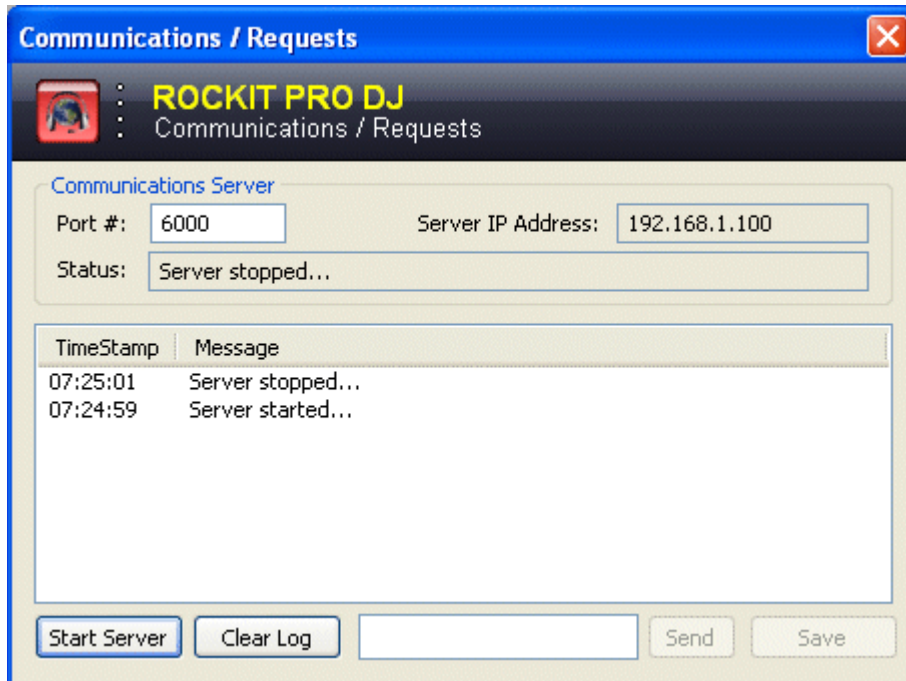 Communications / Requests
ROCKIT PRO DJ
Communications / Requests
Communications Server
Port #: 6000 Server IP Address: 192.168.1.100
Status: Server stopped...
TimeStamp Message
07:25:01 Server stopped...
07:24:59 Server started...
Start Server Clear Log Send Save